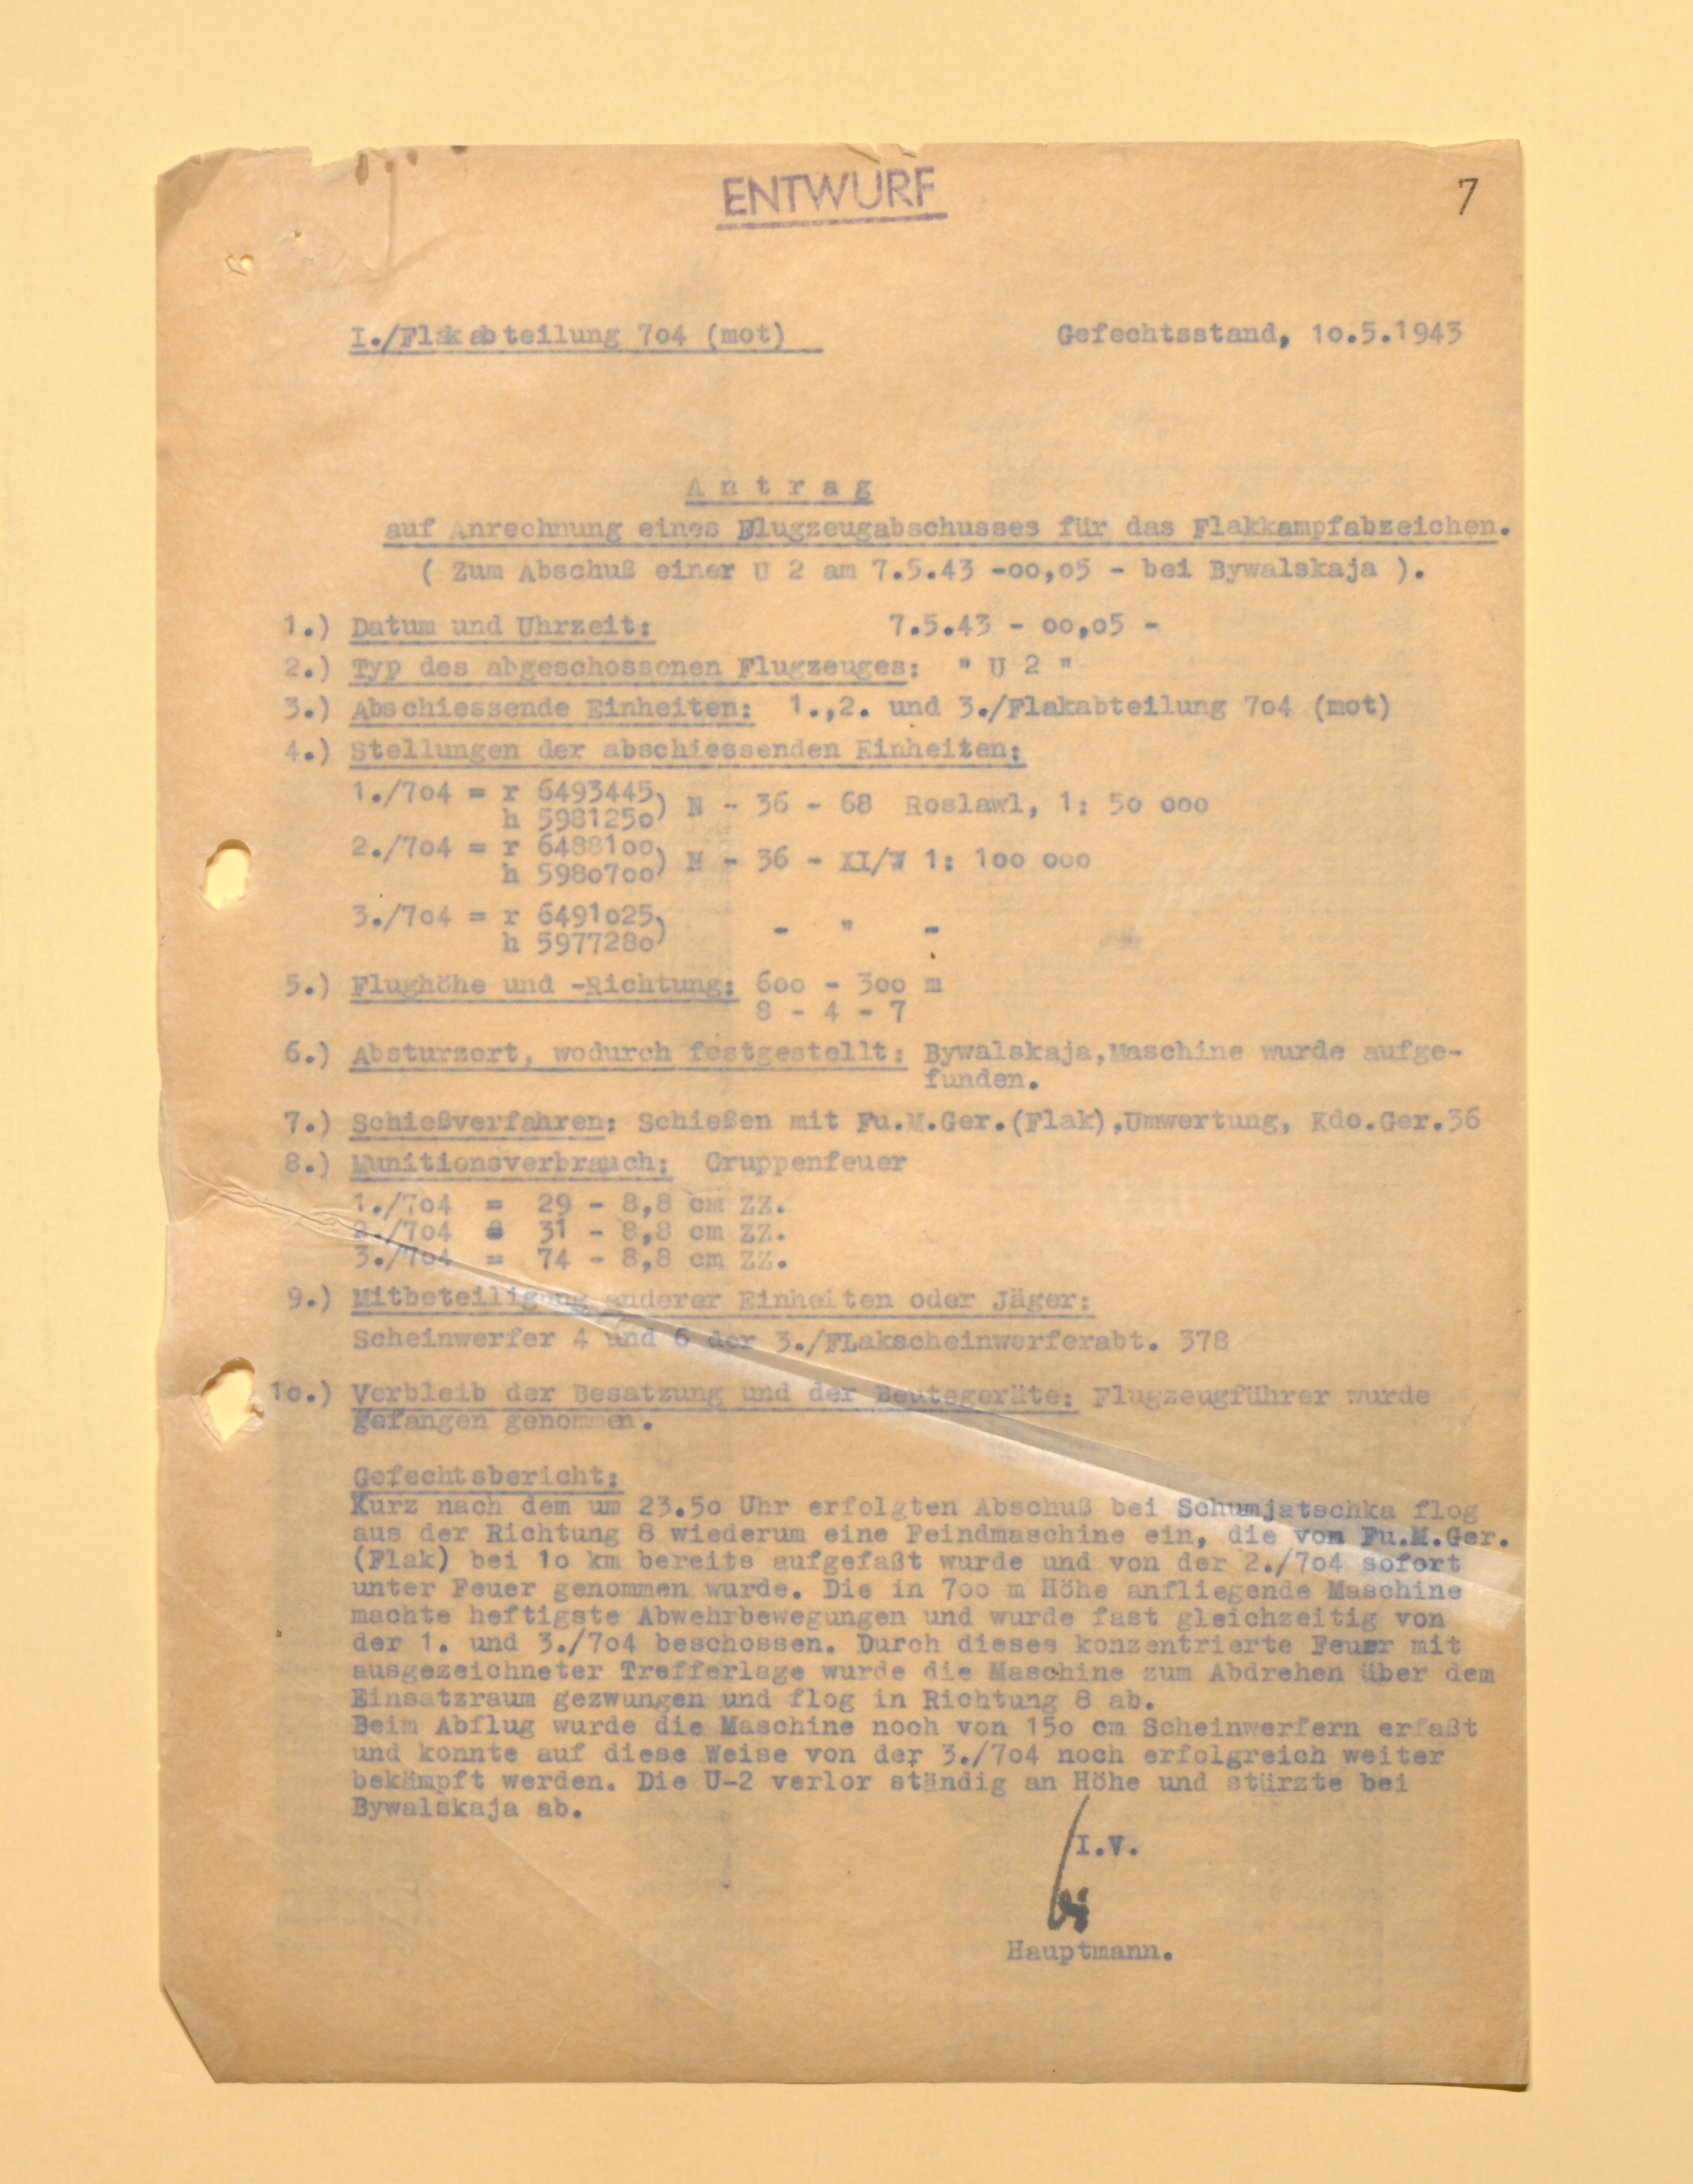 ENTWURF
7
I./Flakabteilung 7o4 (mot)
Gefechtsstand, 1o.5.1943
A n t r a g
auf Anrechnung eines Flugzeugabschusses für das Flakkampfabzeichen.
( Zum Abschuß einer U 2 am 7.5.43 -oo,o5 - bei Bywalskaja ).
1.) Datum und Uhrzeit: 7.5.43 - oo,o5 -
2.) Typ des abgeschossenen Flugzeuges: " U 2 "
3.) Abschiessende Einheiten: 1.,2. und 3./Flakabteilung 7o4 (mot)
4.) Stellungen der abschiessenden Einheiten:
1./7o4 = r 6493445)
h 598125o) N - 36 - 68 Roslawl, 1: 5o ooo
2./7o4 = r 64881oo)
h 598o7oo) N - 36 - XI/W 1: 1oo ooo
3./7o4 = r 6491o25)
h 597728o) - " -
5.) Flughöhe und -Richtung: 6oo - 3oo m
8 - 4 - 7
6.) Absturzort, wodurch festgestellt: Bywalskaja,Maschine wurde aufge-
funden.
7.) Schießverfahren: Schießen mit Fu.M.Ger.(Flak),Umwertung, Kdo.Ger.36
8.) Munitionsverbrauch: Gruppenfeuer
1./7o4 = 29 - 8,8 cm ZZ.
2./7o4 = 31 - 8,8 cm ZZ.
3./7o4 = 74 - 8,8 cm ZZ.
9.) Mitbeteiligung anderer Einheiten oder Jäger:
Scheinwerfer 4 und 6 der 3./FLakscheinwerferabt. 378
1o.) Verbleib der Besatzung und der Beutegeräte: Flugzeugführer wurde
gefangen genommen.
Gefechtsbericht:
Kurz nach dem um 23.5o Uhr erfolgten Abschuß bei Schumjatschka flog
aus der Richtung 8 wiederum eine Feindmaschine ein, die vom Fu.M.Ger.
(Flak) bei 1o km bereits aufgefaßt wurde und von der 2./7o4 sofort
unter Feuer genommen wurde. Die in 7oo m Höhe anfliegende Maschine
machte heftigste Abwehrbewegungen und wurde fast gleichzeitig von
der 1. und 3./7o4 beschossen. Durch dieses konzentrierte Feuer mit
ausgezeichneter Trefferlage wurde die Maschine zum Abdrehen über dem
Einsatzraum gezwungen und flog in Richtung 8 ab.
Beim Abflug wurde die Maschine noch von 15o cm Scheinwerfern erfaßt
und konnte auf diese Weise von der 3./7o4 noch erfolgreich weiter
bekämpft werden. Die U-2 verlor ständig an Höhe und stürzte bei
Bywalskaja ab.
I.V.
Hauptmann.